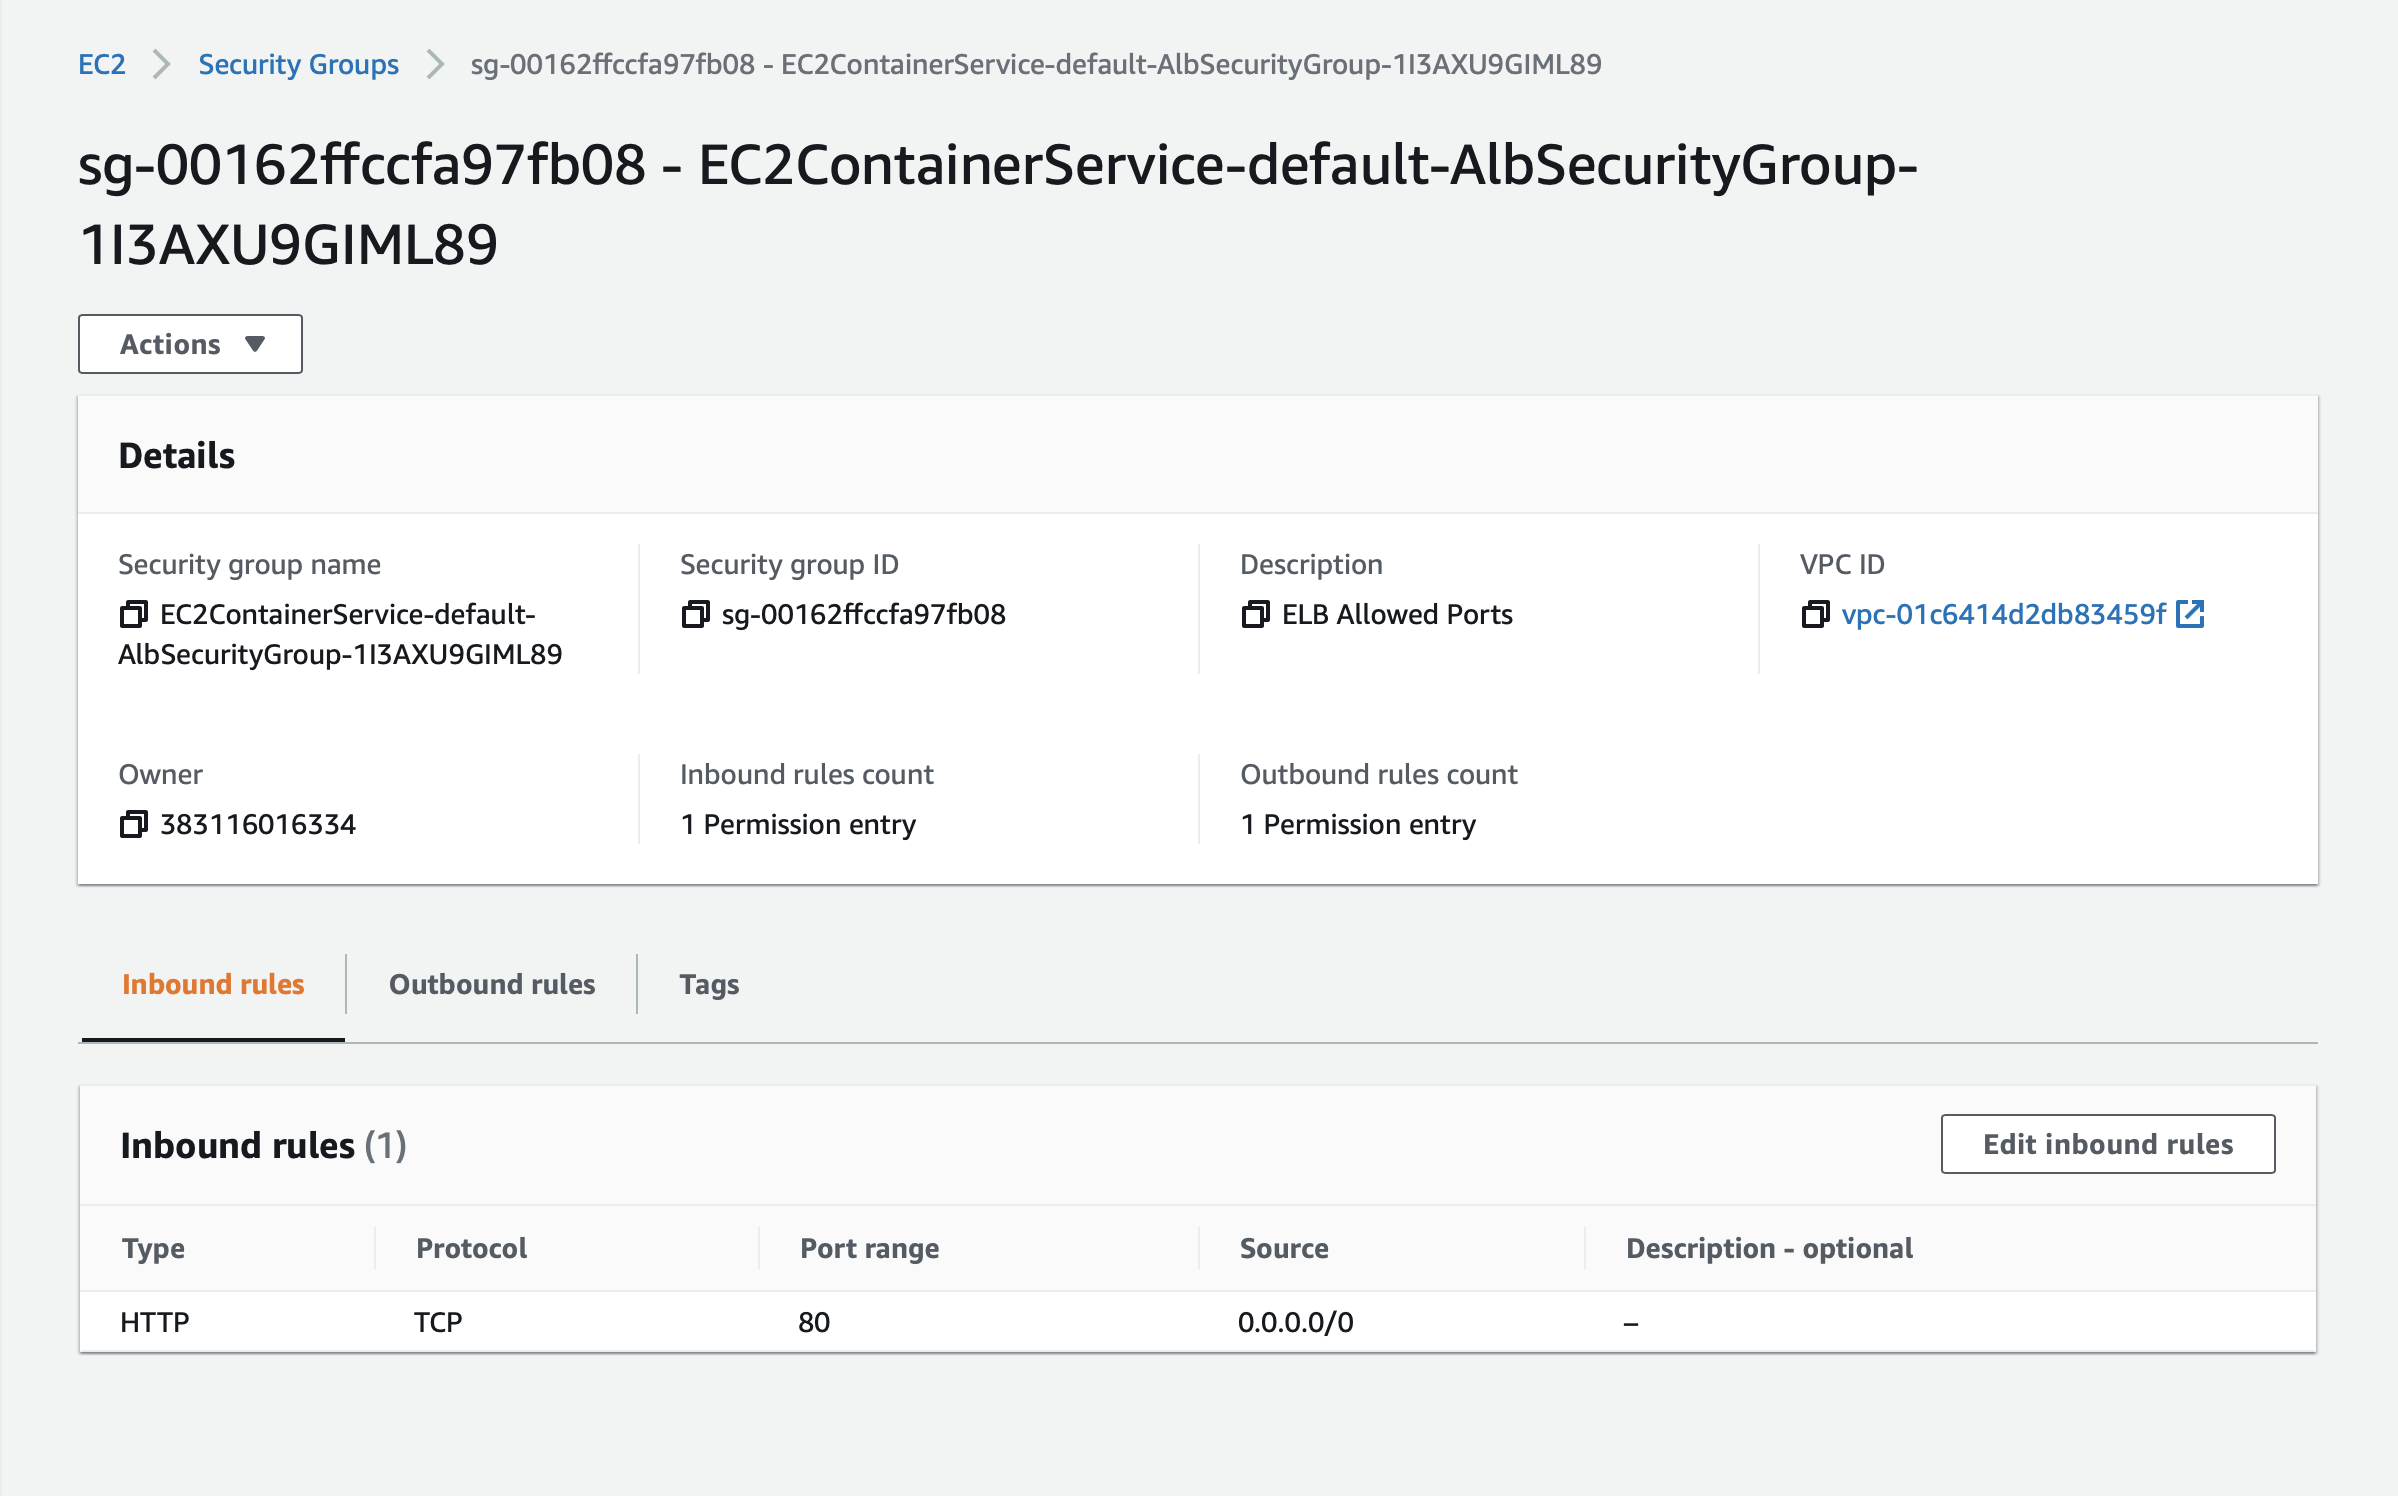 EC2 > Security Groups > sg-00162ffccfa97fb08 - EC2ContainerService-default-AlbSecurityGroup-1I3AXU9GIML89
sg-00162ffccfa97fb08 - EC2ContainerService-default-AlbSecurityGroup-
1I3AXU9GIML89
Actions
Details
Security group name
EC2ContainerService-default-
AlbSecurityGroup-1I3AXU9GIML89
Security group ID
sg-00162ffccfa97fb08
Description
ELB Allowed Ports
VPC ID
vpc-01c6414d2db83459f
Owner
383116016334
Inbound rules count
1 Permission entry
Outbound rules count
1 Permission entry
Inbound rules Outbound rules Tags
Inbound rules (1) Edit inbound rules
Type Protocol Port range Source Description - optional
HTTP TCP 80 0.0.0.0/0 –